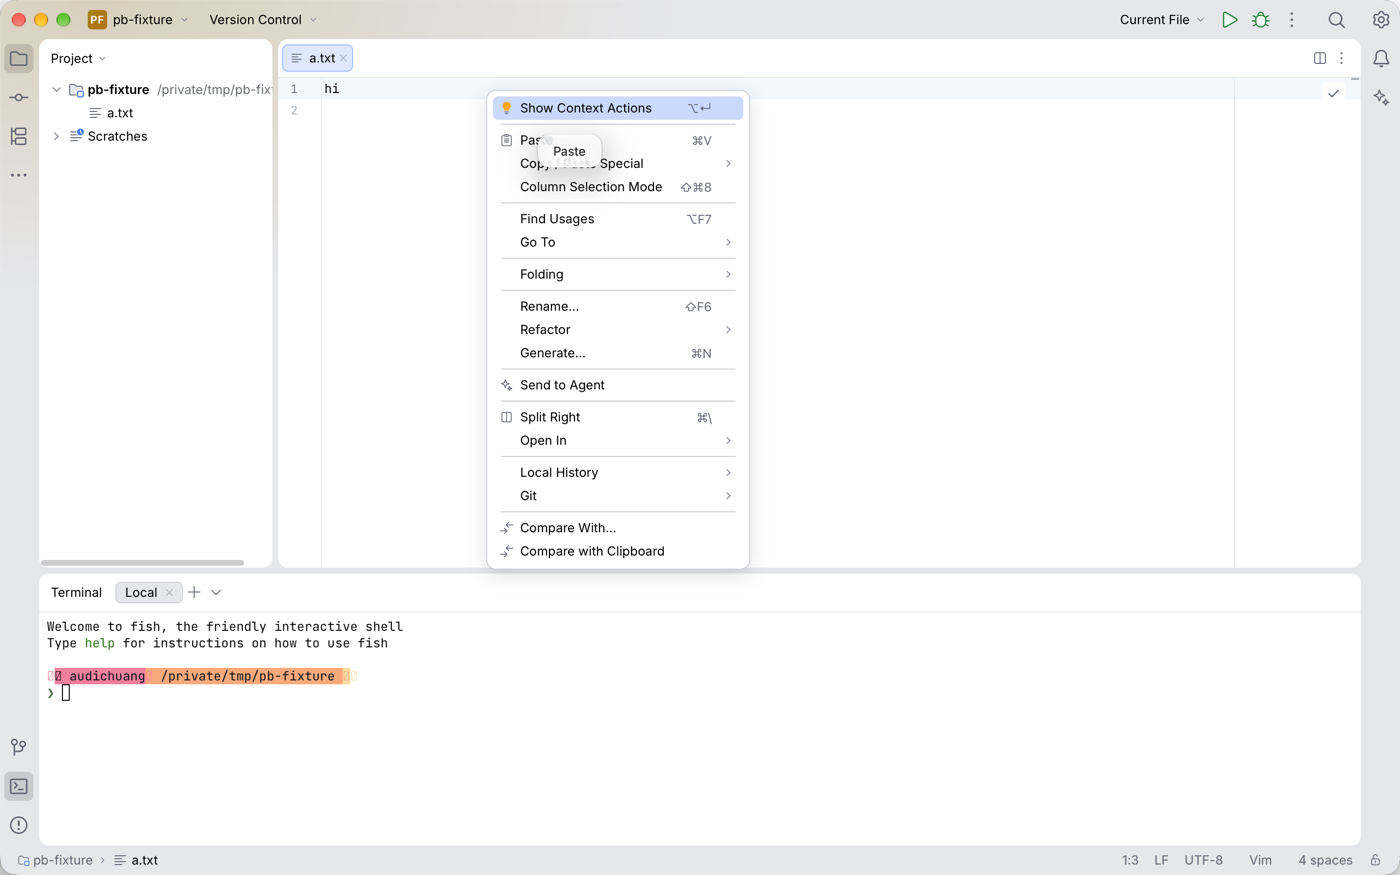 PF pb-fixture Version Control Current File
Project
a.txt
pb-fixture /private/tmp/pb-fix
a.txt
Scratches
1 hi
2
Show Context Actions ⌥↵
Paste ⌘V
Paste
Copy / Paste Special
Column Selection Mode ⇧⌘8
Find Usages ⌥F7
Go To
Folding
Rename... ⇧F6
Refactor
Generate... ⌘N
Send to Agent
Split Right ⌘\
Open In
Local History
Git
Compare With...
Compare with Clipboard
Terminal Local
Welcome to fish, the friendly interactive shell
Type help for instructions on how to use fish
audichuang /private/tmp/pb-fixture
❯
pb-fixture › a.txt 1:3 LF UTF-8 Vim 4 spaces